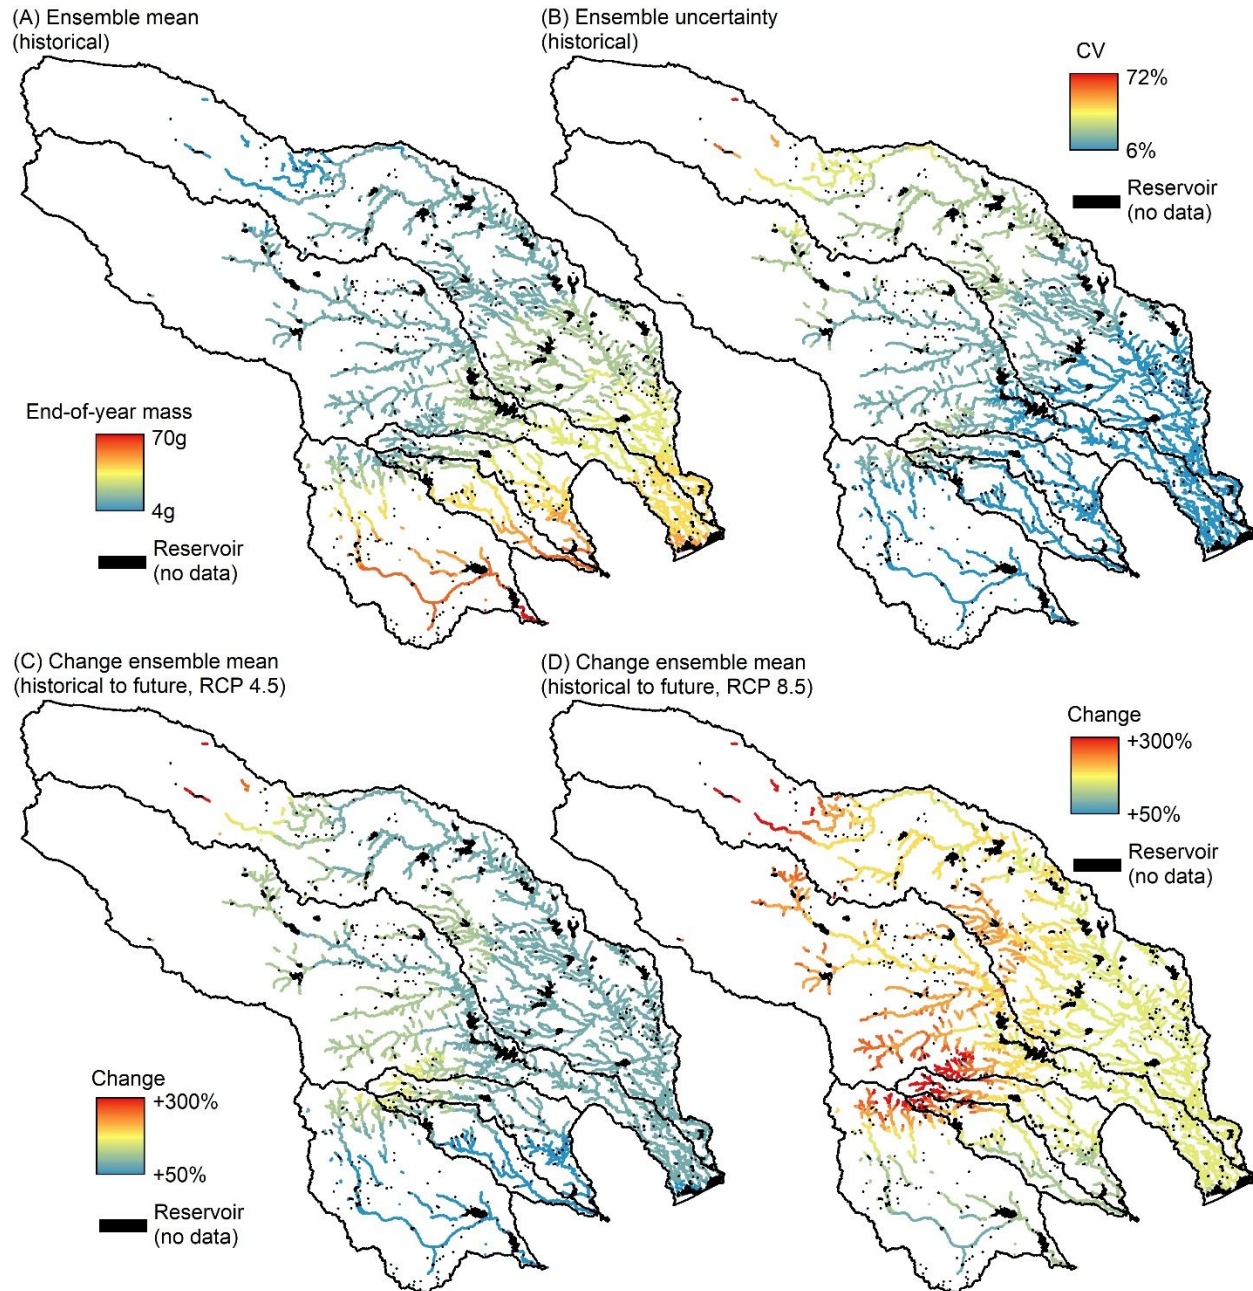 (A) Ensemble mean
(historical)
(B) Ensemble uncertainty
(historical)
CV
72%
6%
Reservoir
(no data)
End-of-year mass
70g
4g
Reservoir
(no data)
(C) Change ensemble mean
(historical to future, RCP 4.5)
(D) Change ensemble mean
(historical to future, RCP 8.5)
Change
+300%
+50%
Reservoir
(no data)
Change
+300%
+50%
Reservoir
(no data)